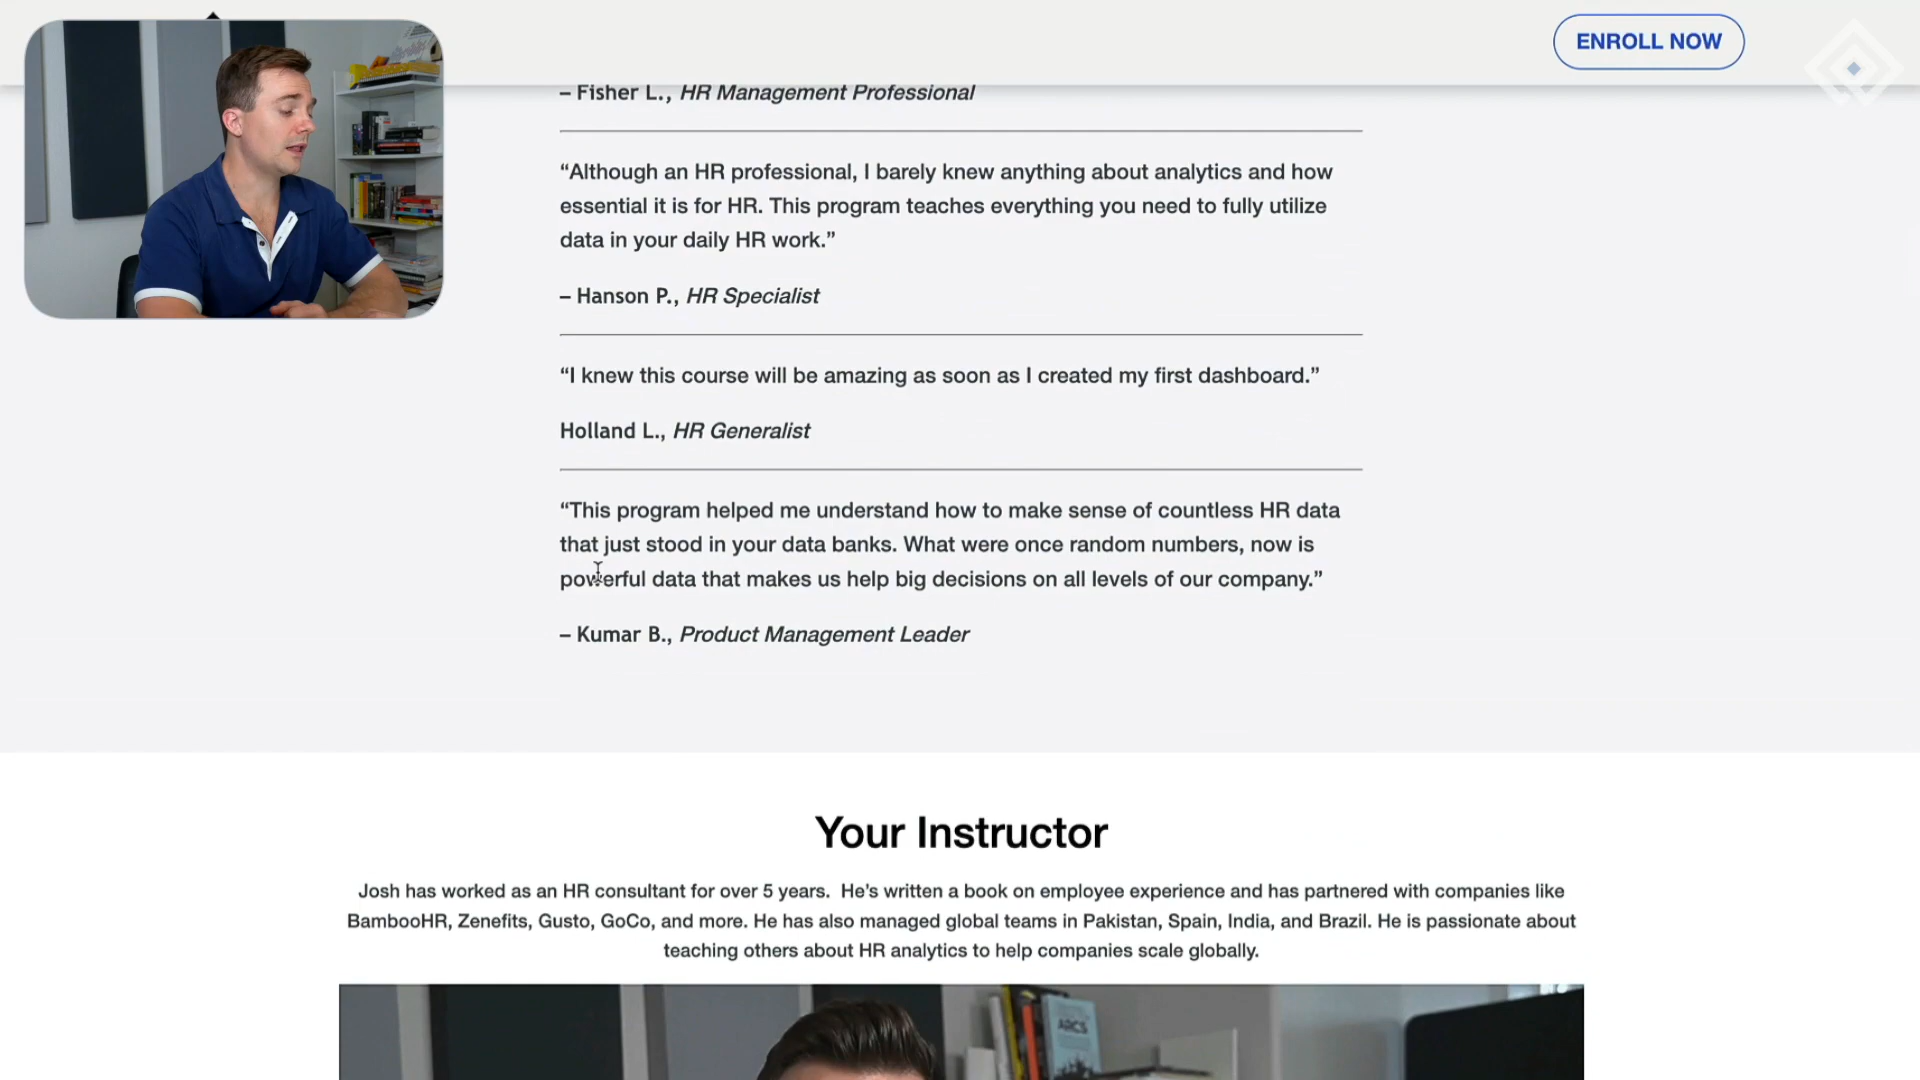 ENROLL NOW
– Fisher L., HR Management Professional
“Although an HR professional, I barely knew anything about analytics and how
essential it is for HR. This program teaches everything you need to fully utilize
data in your daily HR work.”
– Hanson P., HR Specialist
“I knew this course will be amazing as soon as I created my first dashboard.”
Holland L., HR Generalist
“This program helped me understand how to make sense of countless HR data
that just stood in your data banks. What were once random numbers, now is
powerful data that makes us help big decisions on all levels of our company.”
– Kumar B., Product Management Leader
Your Instructor
Josh has worked as an HR consultant for over 5 years. He’s written a book on employee experience and has partnered with companies like
BambooHR, Zenefits, Gusto, GoCo, and more. He has also managed global teams in Pakistan, Spain, India, and Brazil. He is passionate about
teaching others about HR analytics to help companies scale globally.
ARCS